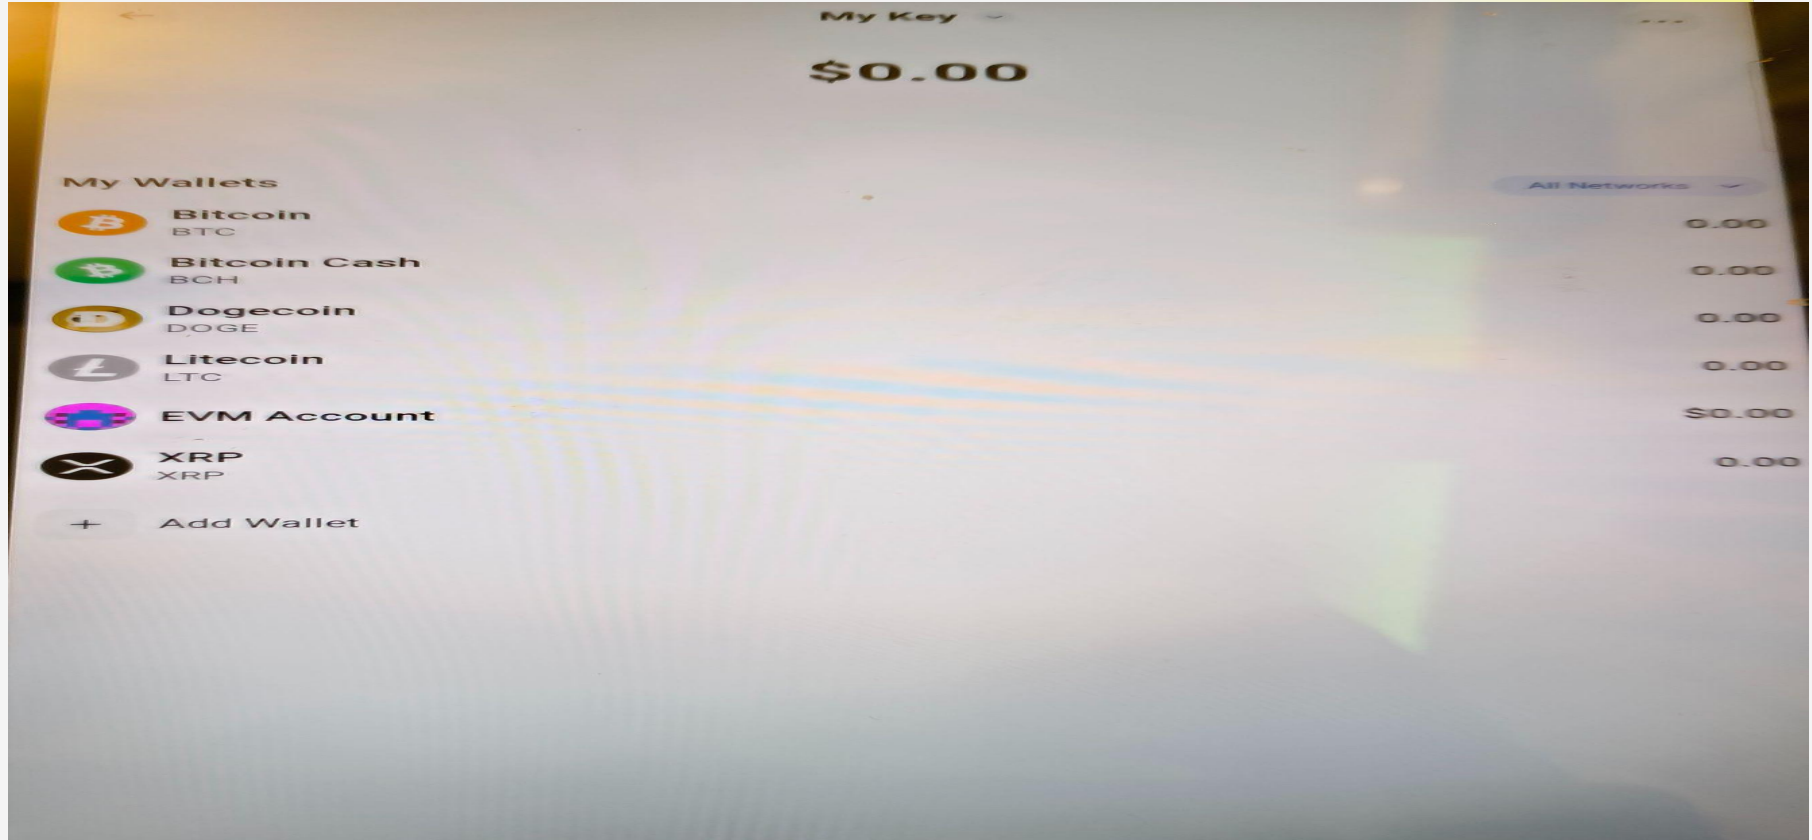 My Key
$0.00
My Wallets
All Networks
Bitcoin
BTC
0.00
Bitcoin Cash
BCH
0.00
Dogecoin
DOGE
0.00
Litecoin
LTC
0.00
EVM Account
$0.00
XRP
XRP
0.00
+ Add Wallet